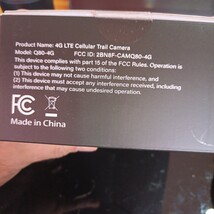 Product Name: 4G LTE Cellular Trail Camera
Model: Q80-4G FCC ID: 2BN8F-CAMQ80-4G
This device complies with part 15 of the FCC Rules. Operation is
subject to the following two conditions:
(1) This device may not cause harmful interference, and
(2) This device must accept any interference received, including
interference that may cause undesired operation.
FCC
Made in China